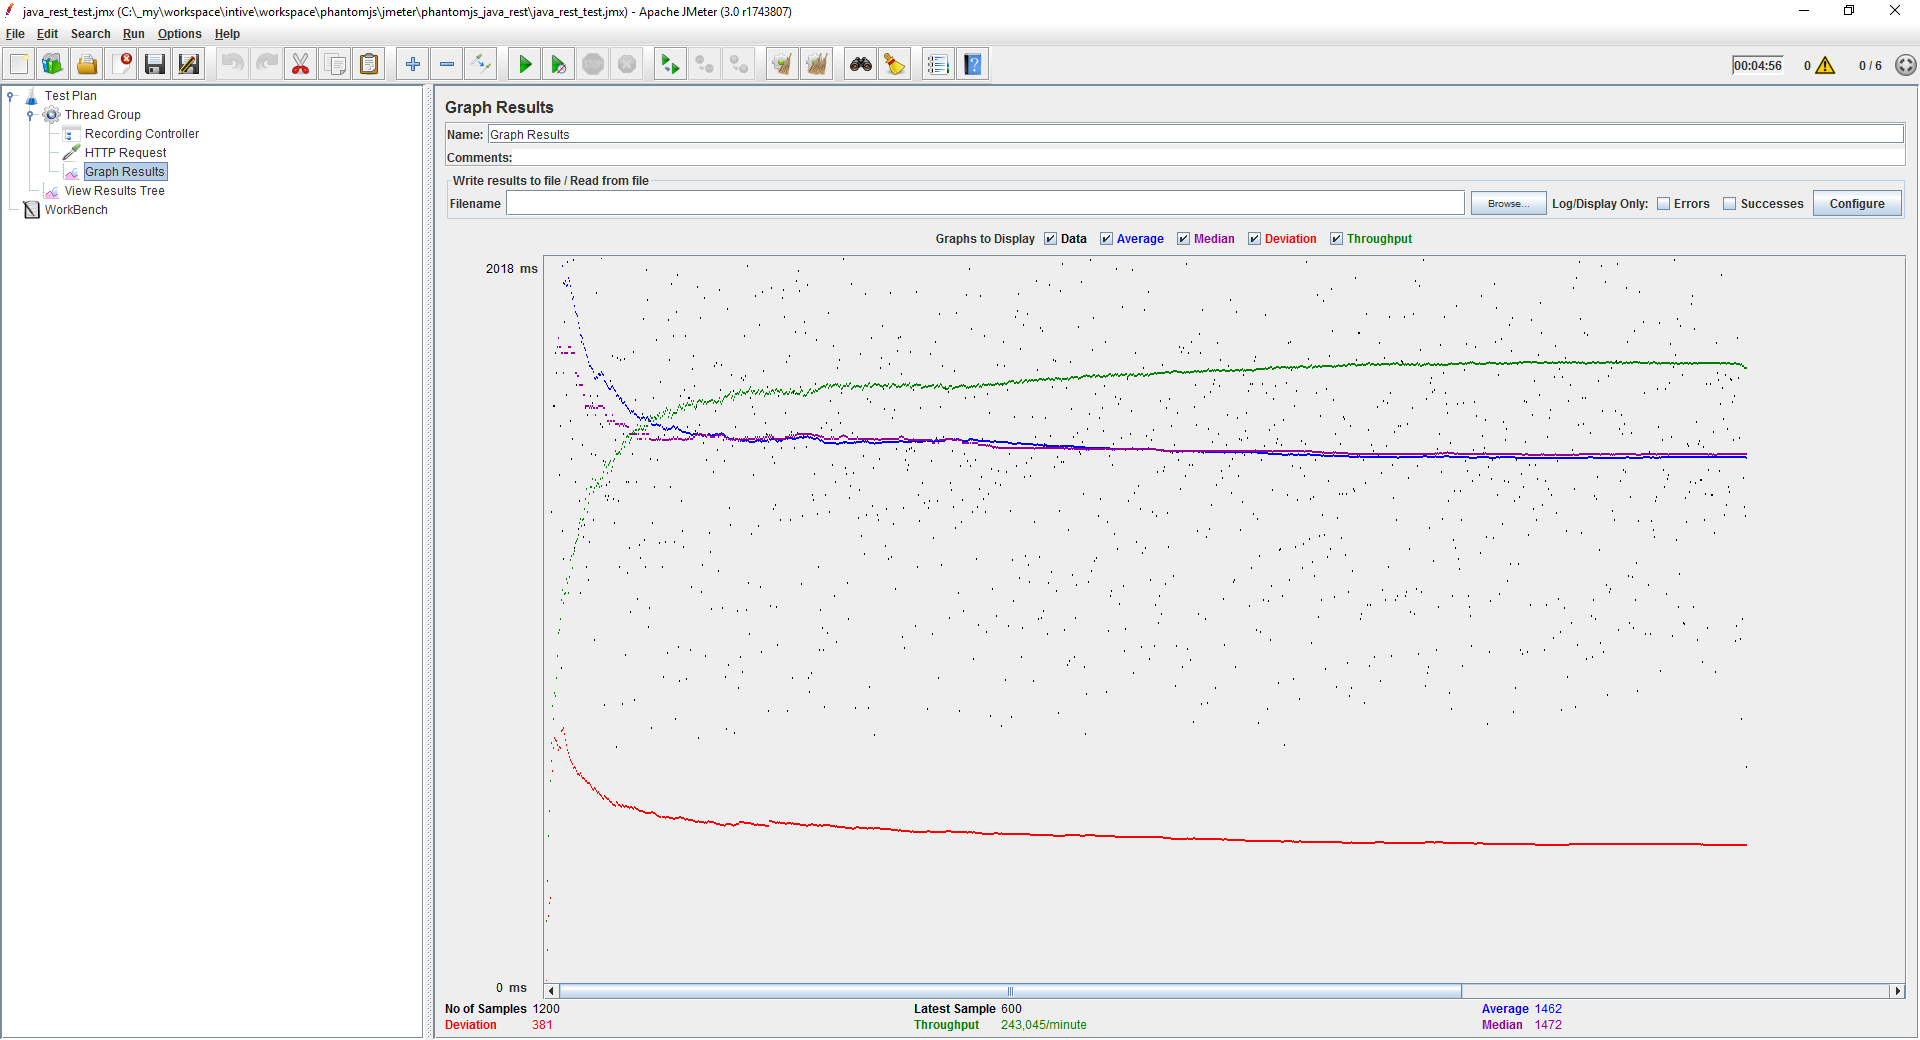 java_rest_test.jmx (C:\_my\workspace\intive\workspace\phantomjs\jmeter\phantomjs_java_rest\java_rest_test.jmx) - Apache JMeter (3.0 r1743807)
File Edit Search Run Options Help
STOP 00:04:56 0 0 / 6
Test Plan
Thread Group
Recording Controller
HTTP Request
Graph Results
View Results Tree
WorkBench
Graph Results
Name: Graph Results
Comments:
Write results to file / Read from file
Filename Browse... Log/Display Only: Errors Successes Configure
Graphs to Display Data Average Median Deviation Throughput
2018 ms
0 ms
No of Samples 1200 Latest Sample 600 Average 1462
Deviation 381 Throughput 243,045/minute Median 1472